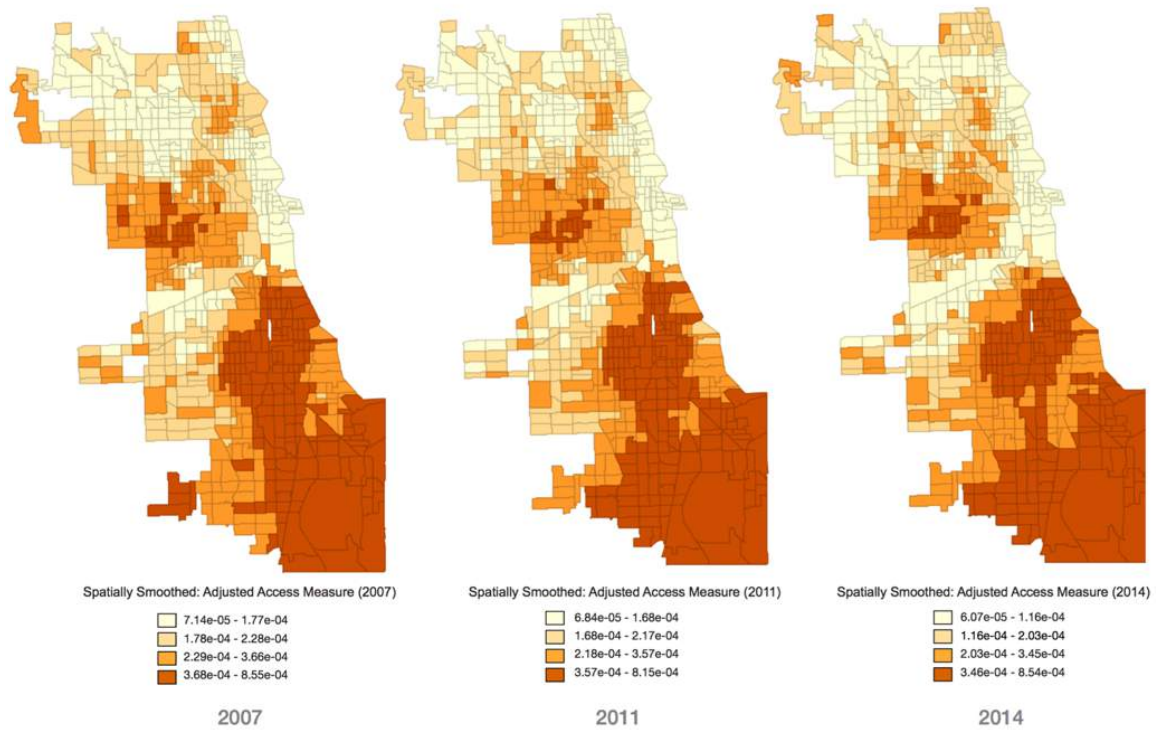 Spatially Smoothed: Adjusted Access Measure (2007)
7.14e-05 - 1.77e-04
1.78e-04 - 2.28e-04
2.29e-04 - 3.66e-04
3.68e-04 - 8.55e-04
2007
Spatially Smoothed: Adjusted Access Measure (2011)
6.84e-05 - 1.68e-04
1.68e-04 - 2.17e-04
2.18e-04 - 3.57e-04
3.57e-04 - 8.15e-04
2011
Spatially Smoothed: Adjusted Access Measure (2014)
6.07e-05 - 1.16e-04
1.16e-04 - 2.03e-04
2.03e-04 - 3.45e-04
3.46e-04 - 8.54e-04
2014